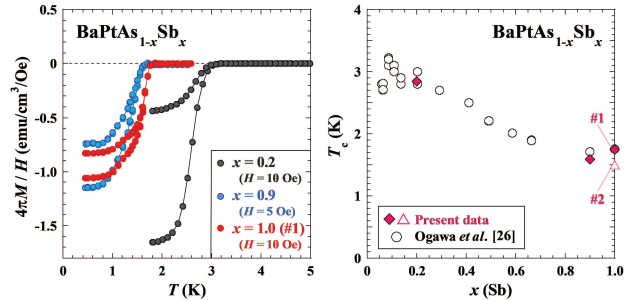 BaPtAs1-xSbx
4πM / H (emu/cm³/Oe)
0
-0.5
-1.0
-1.5
x = 0.2
(H = 10 Oe)
x = 0.9
(H = 5 Oe)
x = 1.0 (#1)
(H = 10 Oe)
0 1 2 3 4 5
T (K)
BaPtAs1-xSbx
Tc (K)
4
3
2
1
0
#1
#2
Present data
Ogawa et al. [26]
0.0 0.2 0.4 0.6 0.8 1.0
x (Sb)